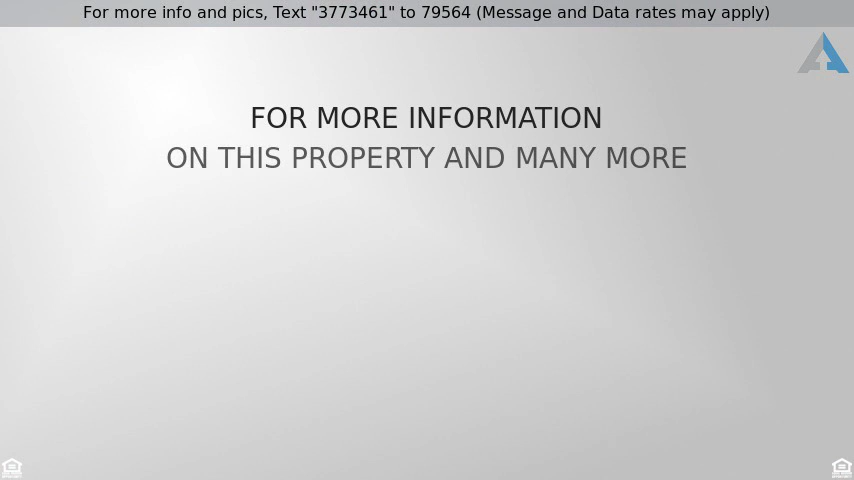 For more info and pics, Text "3773461" to 79564 (Message and Data rates may apply)
FOR MORE INFORMATION
ON THIS PROPERTY AND MANY MORE